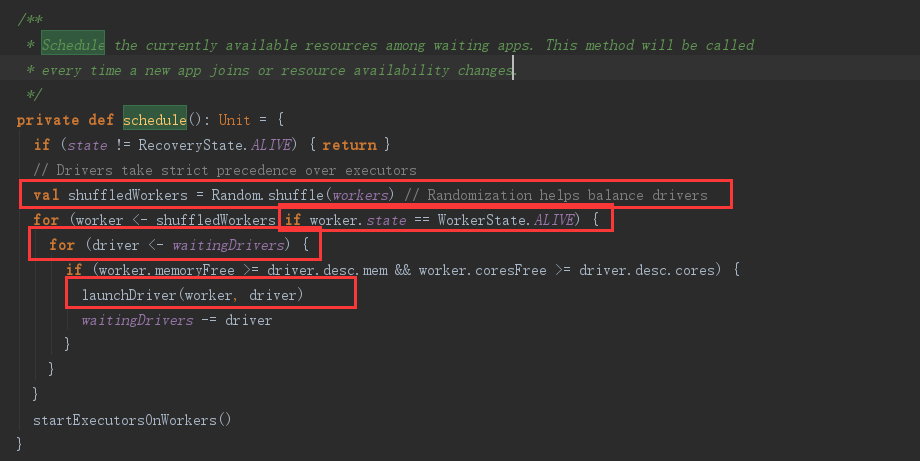 /**
 * Schedule the currently available resources among waiting apps. This method will be called
 * every time a new app joins or resource availability changes.
 */
private def schedule(): Unit = {
  if (state != RecoveryState.ALIVE) { return }
  // Drivers take strict precedence over executors
  val shuffledWorkers = Random.shuffle(workers) // Randomization helps balance drivers
  for (worker <- shuffledWorkers if worker.state == WorkerState.ALIVE) {
    for (driver <- waitingDrivers) {
      if (worker.memoryFree >= driver.desc.mem && worker.coresFree >= driver.desc.cores) {
        launchDriver(worker, driver)
        waitingDrivers -= driver
      }
    }
  }
  startExecutorsOnWorkers()
}